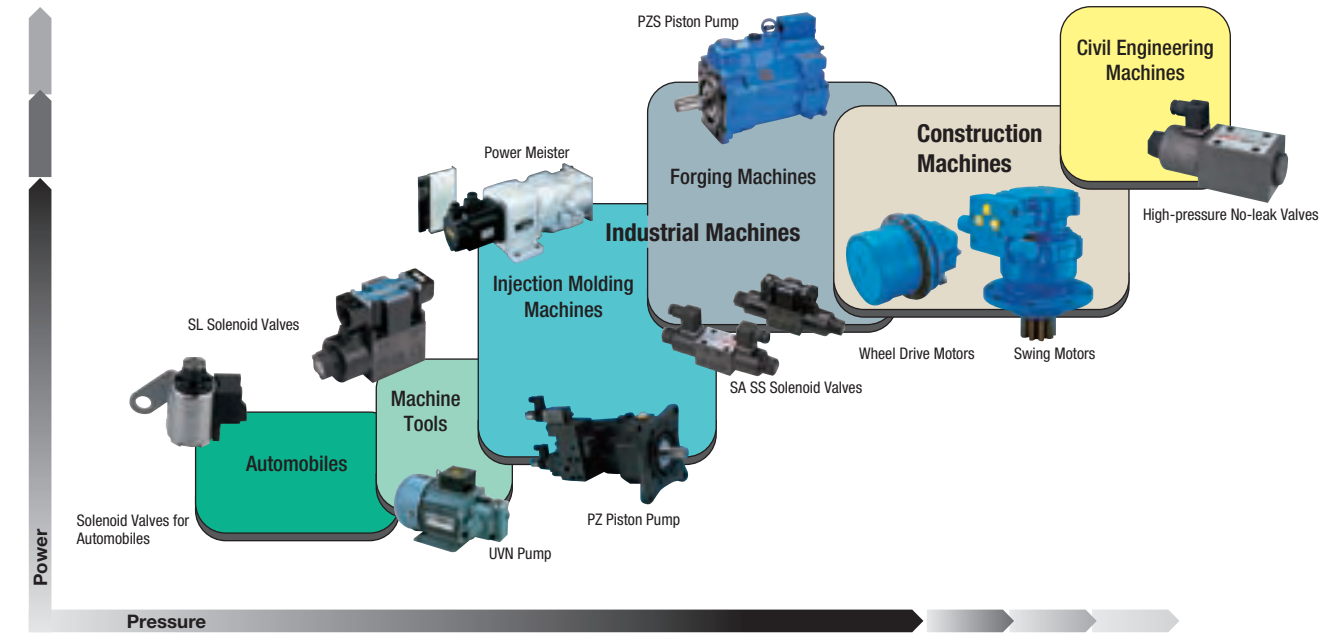 PZS Piston Pump
Civil Engineering
Machines
Construction
Machines
Power Meister
Forging Machines
High-pressure No-leak Valves
Industrial Machines
Injection Molding
Machines
SL Solenoid Valves
Wheel Drive Motors
Swing Motors
SA SS Solenoid Valves
Machine
Tools
Automobiles
Solenoid Valves for
Automobiles
PZ Piston Pump
UVN Pump
Power
Pressure